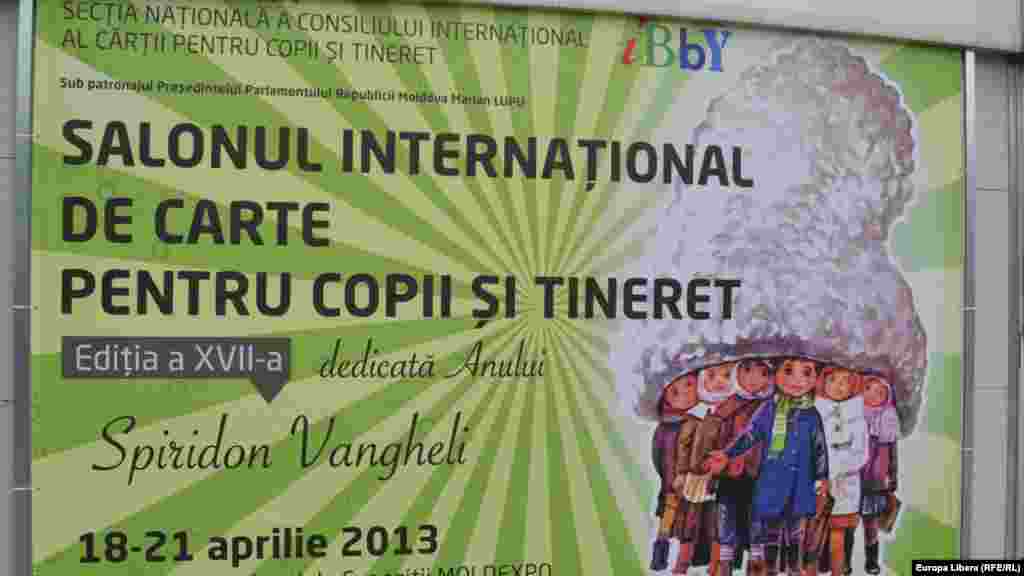 SECȚIA NAȚIONALĂ A CONSILIULUI INTERNAȚIONAL
AL CĂRȚII PENTRU COPII ȘI TINERET
iBbY
Sub patronajul Președintelui Parlamentului Republicii Moldova Marian LUPU
SALONUL INTERNAȚIONAL
DE CARTE
PENTRU COPII ȘI TINERET
Ediția a XVII-a
dedicată Anului
Spiridon Vangheli
18-21 aprilie 2013
MOLDEXPO
Europa Libera (RFE/RL)